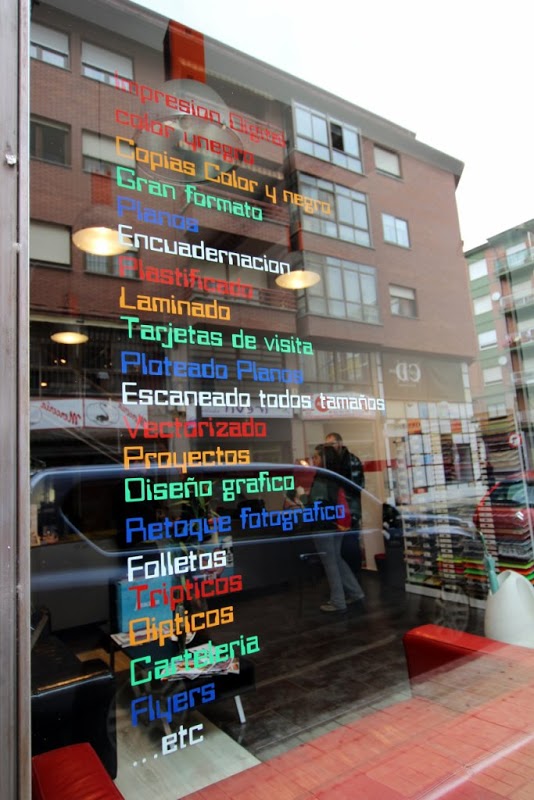 Impresion Digital
color ynegro
Copias Color y negro
Gran formato
Planos
Encuadernacion
Plastificado
Laminado
Tarjetas de visita
Ploteado Planos
Escaneado todos tamaños
Vectorizado
Proyectos
Diseño grafico
Retoque fotografico
Folletos
Tripticos
Dipticos
Carteleria
Flyers
...etc